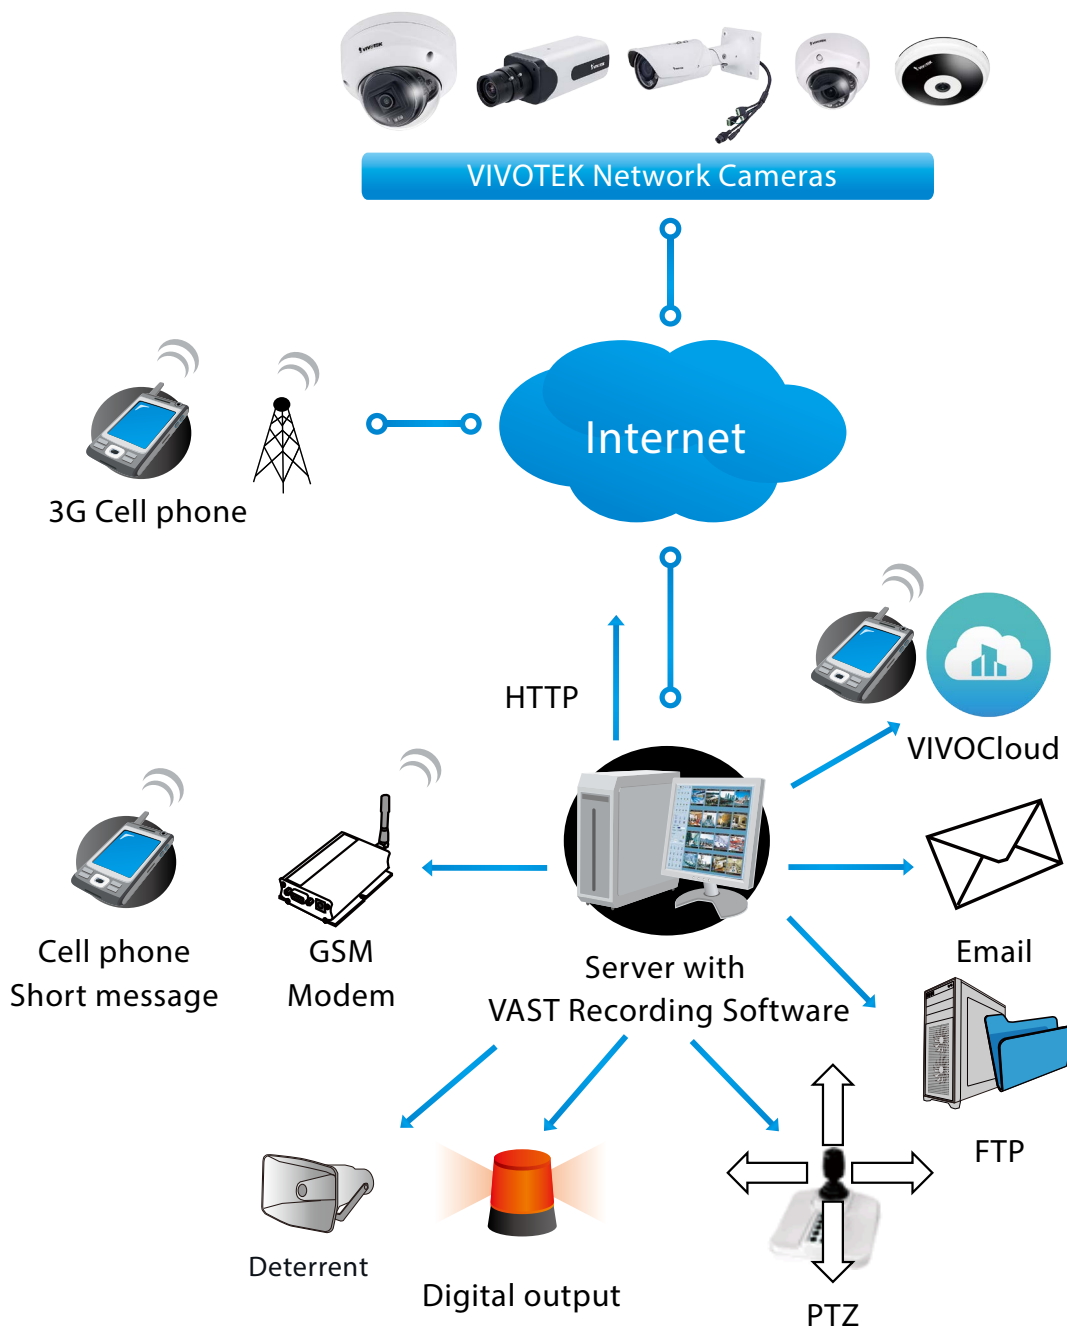 VIVOTEK
VIVOTEK Network Cameras
Internet
3G Cell phone
HTTP
VIVOCloud
Cell phone
Short message
GSM
Modem
Server with
VAST Recording Software
Email
FTP
Deterrent
Digital output
PTZ